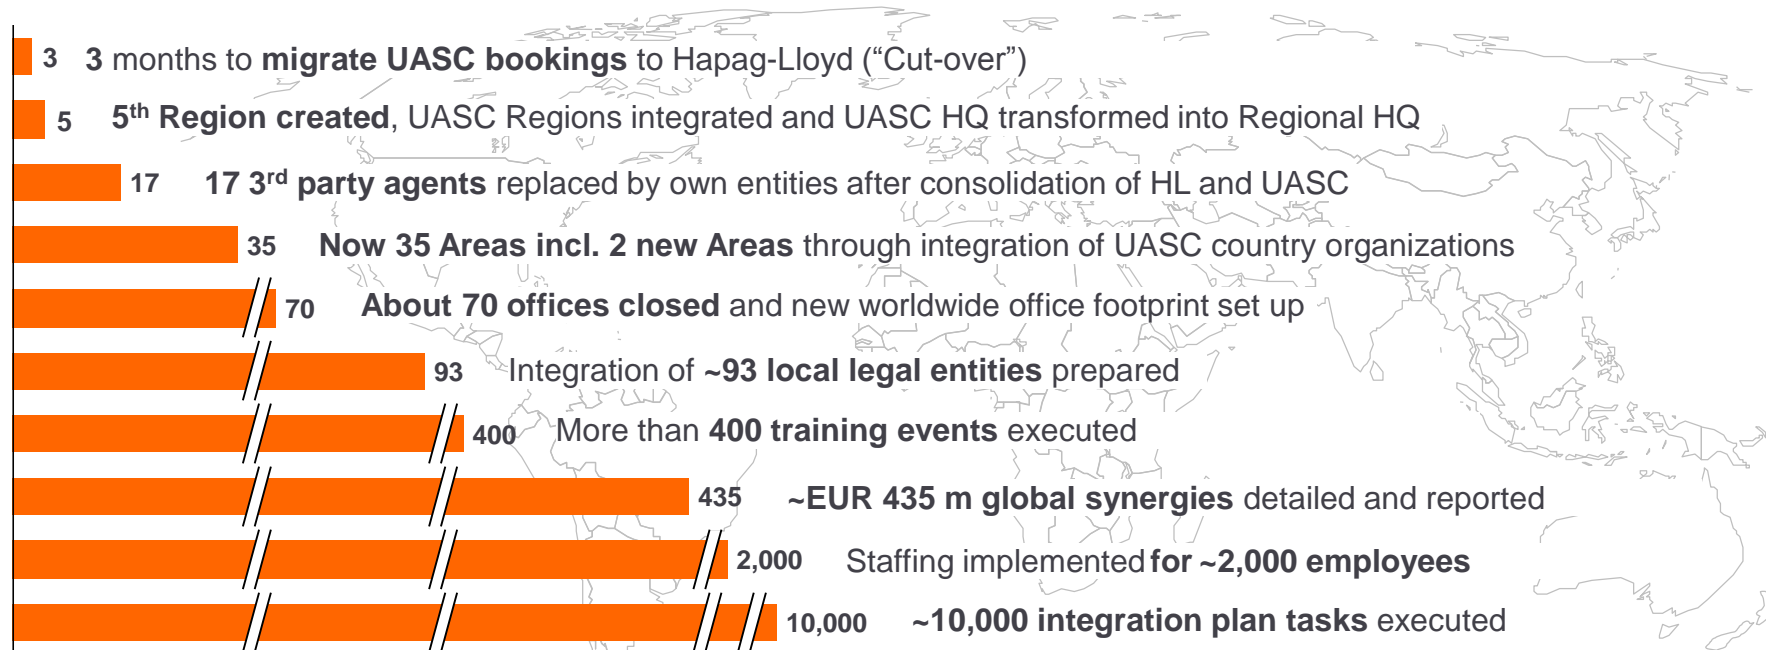 3 3 months to migrate UASC bookings to Hapag-Lloyd (“Cut-over”)
5 5th Region created, UASC Regions integrated and UASC HQ transformed into Regional HQ
17 17 3rd party agents replaced by own entities after consolidation of HL and UASC
35 Now 35 Areas incl. 2 new Areas through integration of UASC country organizations
70 About 70 offices closed and new worldwide office footprint set up
93 Integration of ~93 local legal entities prepared
400 More than 400 training events executed
435 ~EUR 435 m global synergies detailed and reported
2,000 Staffing implemented for ~2,000 employees
10,000 ~10,000 integration plan tasks executed